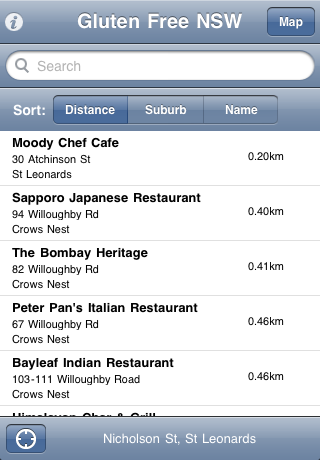 Gluten Free NSW
Map
Search
Sort:
Distance
Suburb
Name
Moody Chef Cafe
30 Atchinson St
0.20km
St Leonards
Sapporo Japanese Restaurant
94 Willoughby Rd
0.40km
Crows Nest
The Bombay Heritage
82 Willoughby Rd
0.41km
Crows Nest
Peter Pan's Italian Restaurant
67 Willoughby Rd
0.46km
Crows Nest
Bayleaf Indian Restaurant
103-111 Willoughby Road
0.46km
Crows Nest
Himalayan Char & Grill
Nicholson St, St Leonards